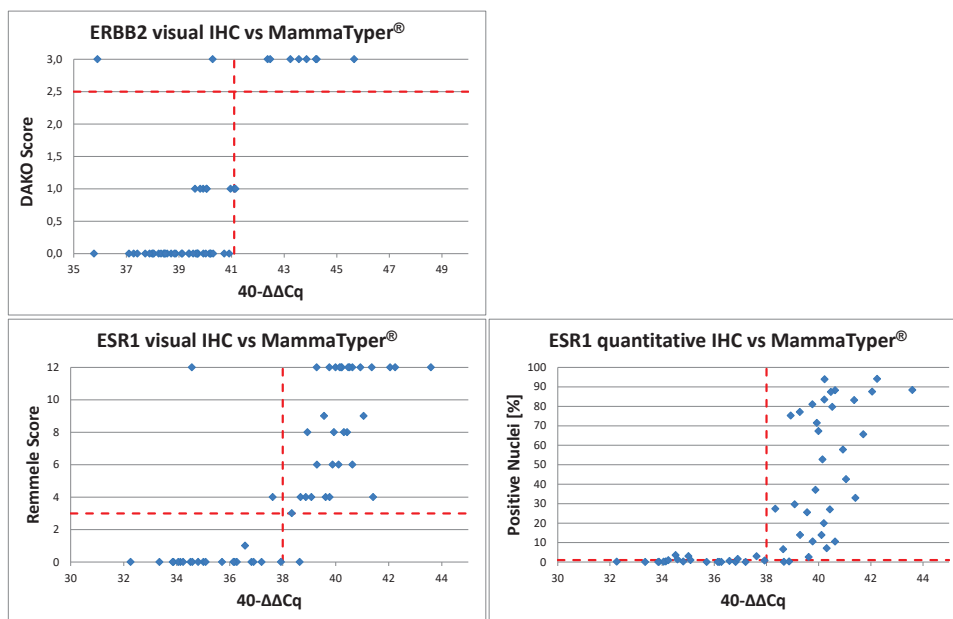 ERBB2 visual IHC vs MammaTyper®
3,0
2,5
2,0
1,5
1,0
0,5
0,0
DAKO Score
35 37 39 41 43 45 47 49
40-ΔΔCq
ESR1 visual IHC vs MammaTyper®
12
10
8
6
4
2
0
Remmele Score
30 32 34 36 38 40 42 44
40-ΔΔCq
ESR1 quantitative IHC vs MammaTyper®
100
90
80
70
60
50
40
30
20
10
0
Positive Nuclei [%]
30 32 34 36 38 40 42 44
40-ΔΔCq